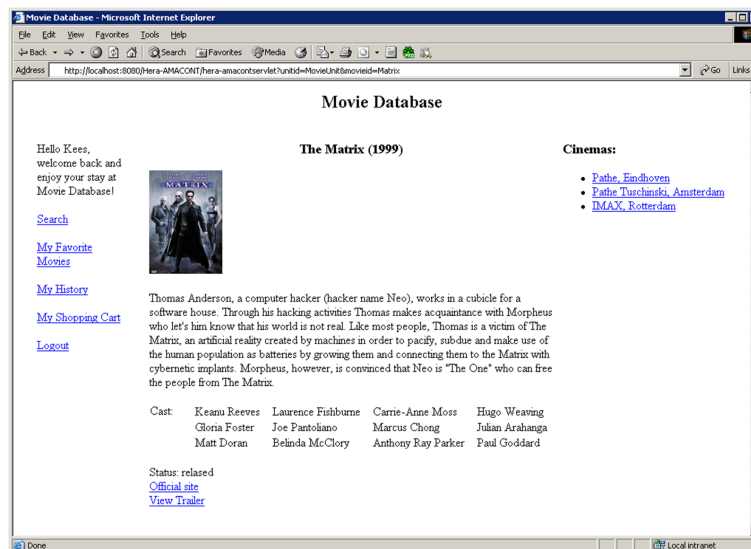 Movie Database - Microsoft Internet Explorer
File Edit View Favorites Tools Help
Back Search Favorites Media
Address http://localhost:8080/Hera-AMACONT/hera-amacontservlet?unitid=MovieUnit&movieid=Matrix Go Links
Movie Database
Hello Kees,
welcome back and
enjoy your stay at
Movie Database!
Search
My Favorite
Movies
My History
My Shopping Cart
Logout
The Matrix (1999)
MATRIX
Thomas Anderson, a computer hacker (hacker name Neo), works in a cubicle for a
software house. Through his hacking activities Thomas makes acquaintance with Morpheus
who let's him know that his world is not real. Like most people, Thomas is a victim of The
Matrix, an artificial reality created by machines in order to pacify, subdue and make use of
the human population as batteries by growing them and connecting them to the Matrix with
cybernetic implants. Morpheus, however, is convinced that Neo is "The One" who can free
the people from The Matrix.
Cast: Keanu Reeves Laurence Fishburne Carrie-Anne Moss Hugo Weaving
Gloria Foster Joe Pantoliano Marcus Chong Julian Arahanga
Matt Doran Belinda McClory Anthony Ray Parker Paul Goddard
Status: relased
Official site
View Trailer
Cinemas:
Pathe, Eindhoven
Pathe Tuschinski, Amsterdam
IMAX, Rotterdam
Done Local intranet